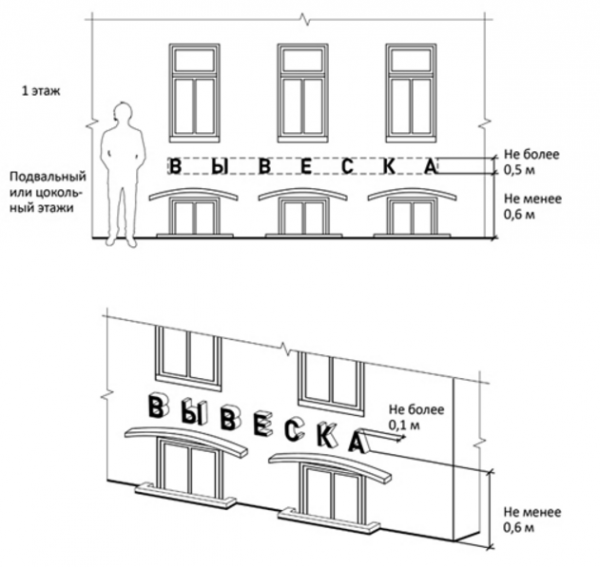 1 этаж
Не более
0,5 м
В Ы В Е С К А
Подвальный
или цоколь-
ный этажи
Не менее
0,6 м
ВЫВЕСКА
Не более
0,1 м
Не менее
0,6 м